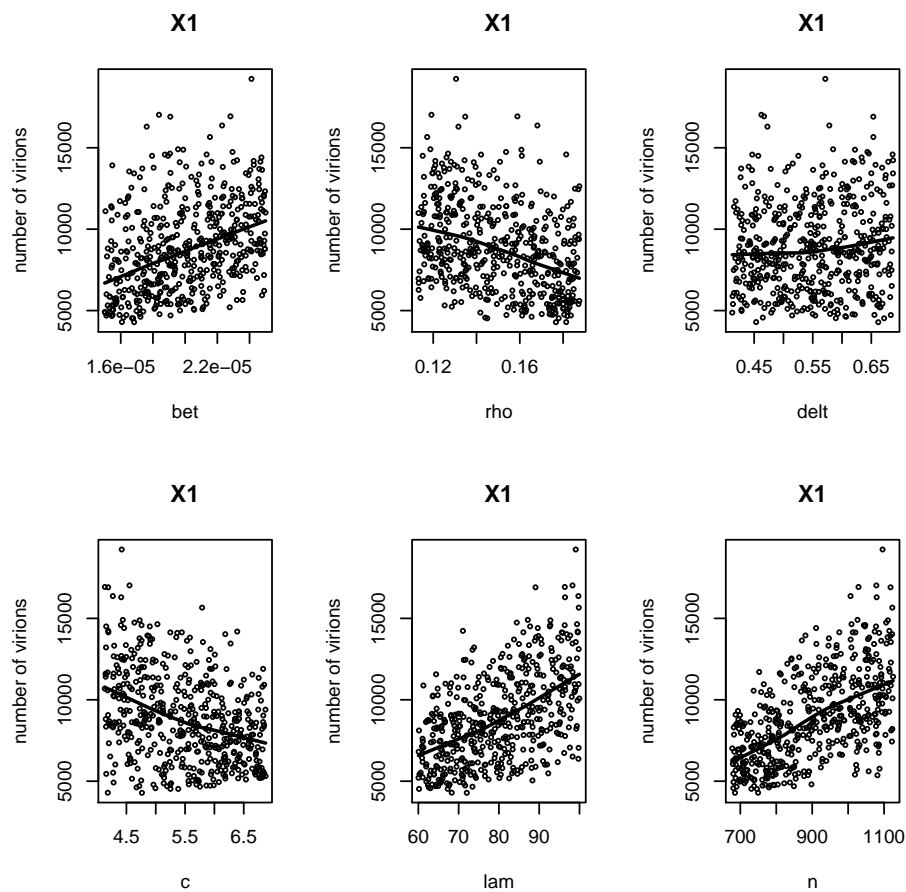 X1
number of virions
5000 10000 15000
1.6e−05 2.2e−05
bet
X1
number of virions
5000 10000 15000
0.12 0.16
rho
X1
number of virions
5000 10000 15000
0.45 0.55 0.65
delt
X1
number of virions
5000 10000 15000
4.5 5.5 6.5
c
X1
number of virions
5000 10000 15000
60 70 80 90
lam
X1
number of virions
5000 10000 15000
700 900 1100
n